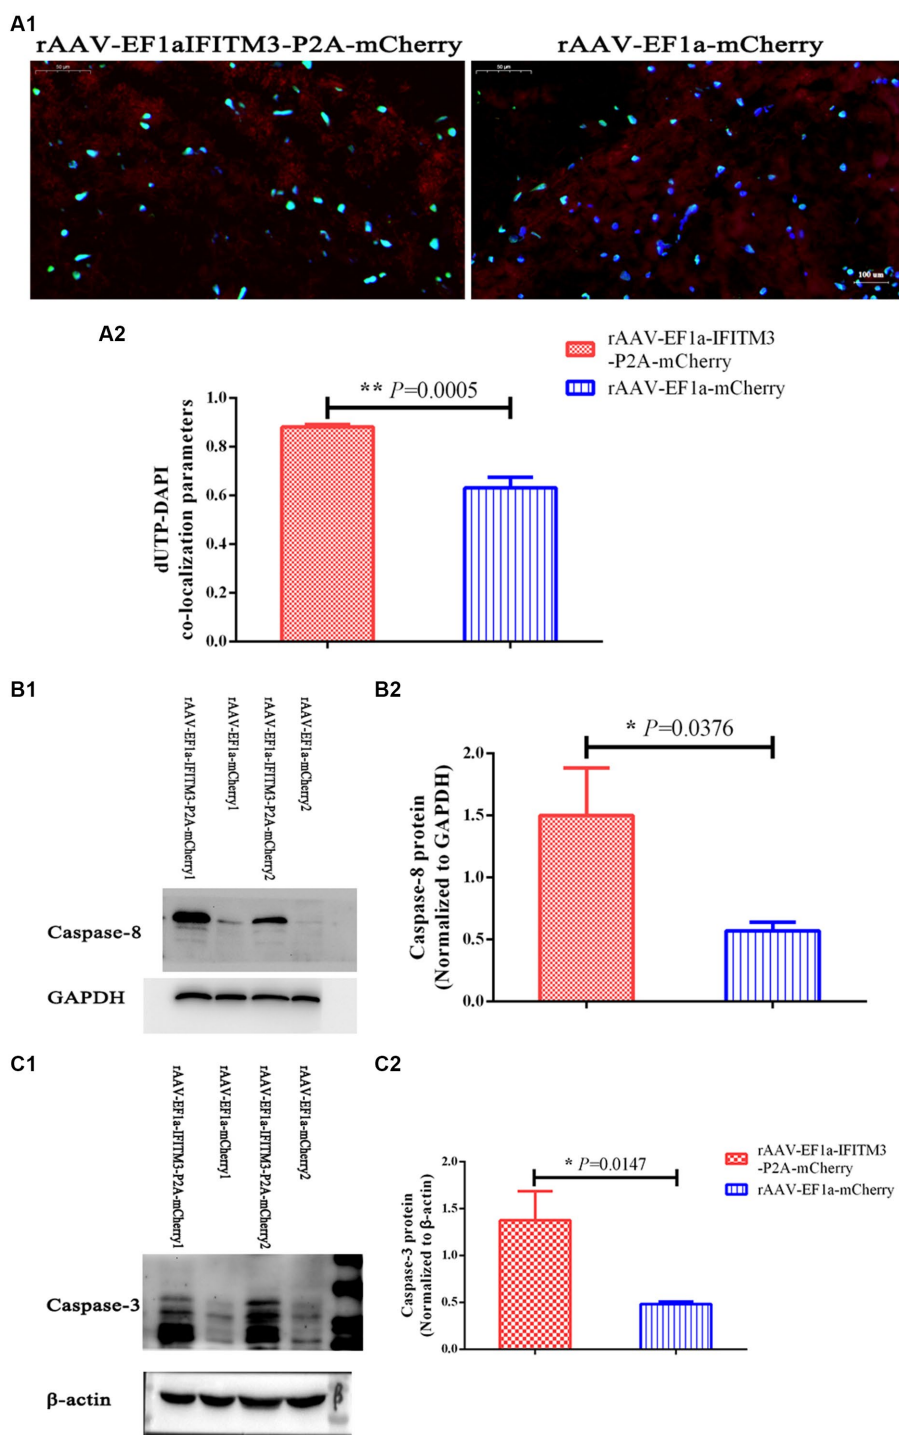 A1
rAAV-EF1aIFITM3-P2A-mCherry
rAAV-EF1a-mCherry
50 μm
50 μm
100 um
A2
rAAV-EF1a-IFITM3
-P2A-mCherry
rAAV-EF1a-mCherry
** P=0.0005
dUTP-DAPI
co-localization parameters
1.0
0.8
0.6
0.4
0.2
0.0
B1
rAAV-EF1a-IFITM3-P2A-mCherry1
rAAV-EF1a-mCherry1
rAAV-EF1a-IFITM3-P2A-mCherry2
rAAV-EF1a-mCherry2
Caspase-8
GAPDH
B2
* P=0.0376
Caspase-8 protein
(Normalized to GAPDH)
2.0
1.5
1.0
0.5
0.0
C1
rAAV-EF1a-IFITM3-P2A-mCherry1
rAAV-EF1a-mCherry1
rAAV-EF1a-IFITM3-P2A-mCherry2
rAAV-EF1a-mCherry2
Caspase-3
β-actin
β
C2
* P=0.0147
Caspase-3 protein
(Normalized to β-actin)
2.0
1.5
1.0
0.5
0.0
rAAV-EF1a-IFITM3
-P2A-mCherry
rAAV-EF1a-mCherry